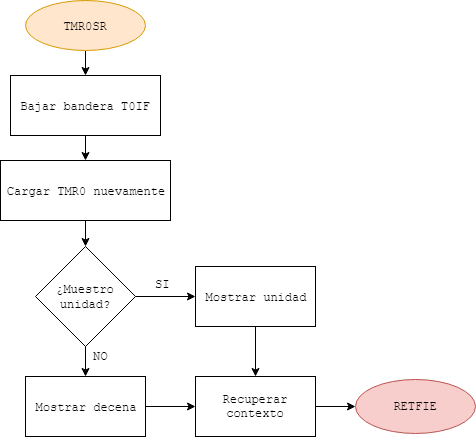 TMR0SR
Bajar bandera T0IF
Cargar TMR0 nuevamente
¿Muestro
unidad?
SI
Mostrar unidad
NO
Mostrar decena
Recuperar
contexto
RETFIE